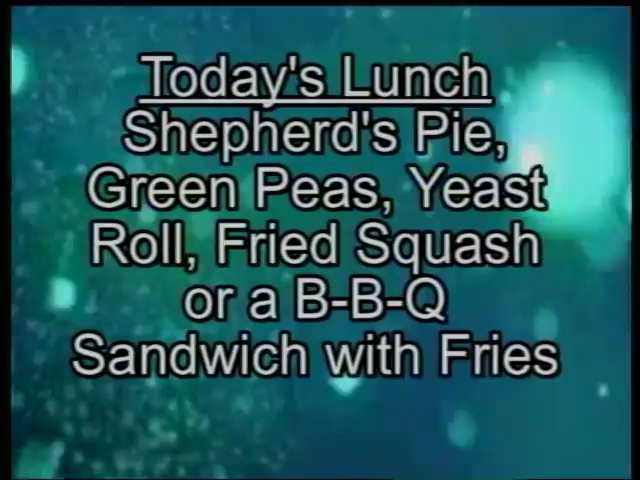 Today's Lunch
Shepherd's Pie,
Green Peas, Yeast
Roll, Fried Squash
or a B-B-Q
Sandwich with Fries